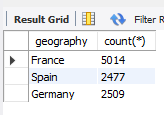 Result Grid Filter R
geography count(*)
France 5014
Spain 2477
Germany 2509